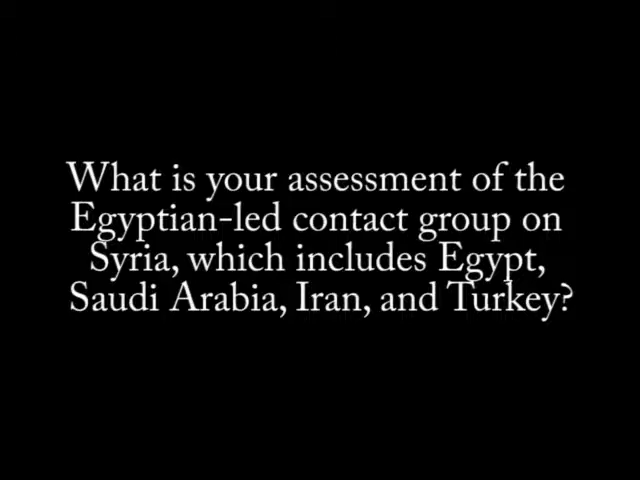 What is your assessment of the
Egyptian-led contact group on
Syria, which includes Egypt,
Saudi Arabia, Iran, and Turkey?